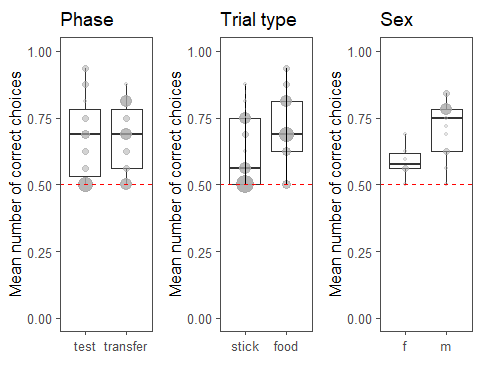 Phase
Mean number of correct choices
1.00
0.75
0.50
0.25
0.00
test transfer
Trial type
Mean number of correct choices
1.00
0.75
0.50
0.25
0.00
stick food
Sex
Mean number of correct choices
1.00
0.75
0.50
0.25
0.00
f m